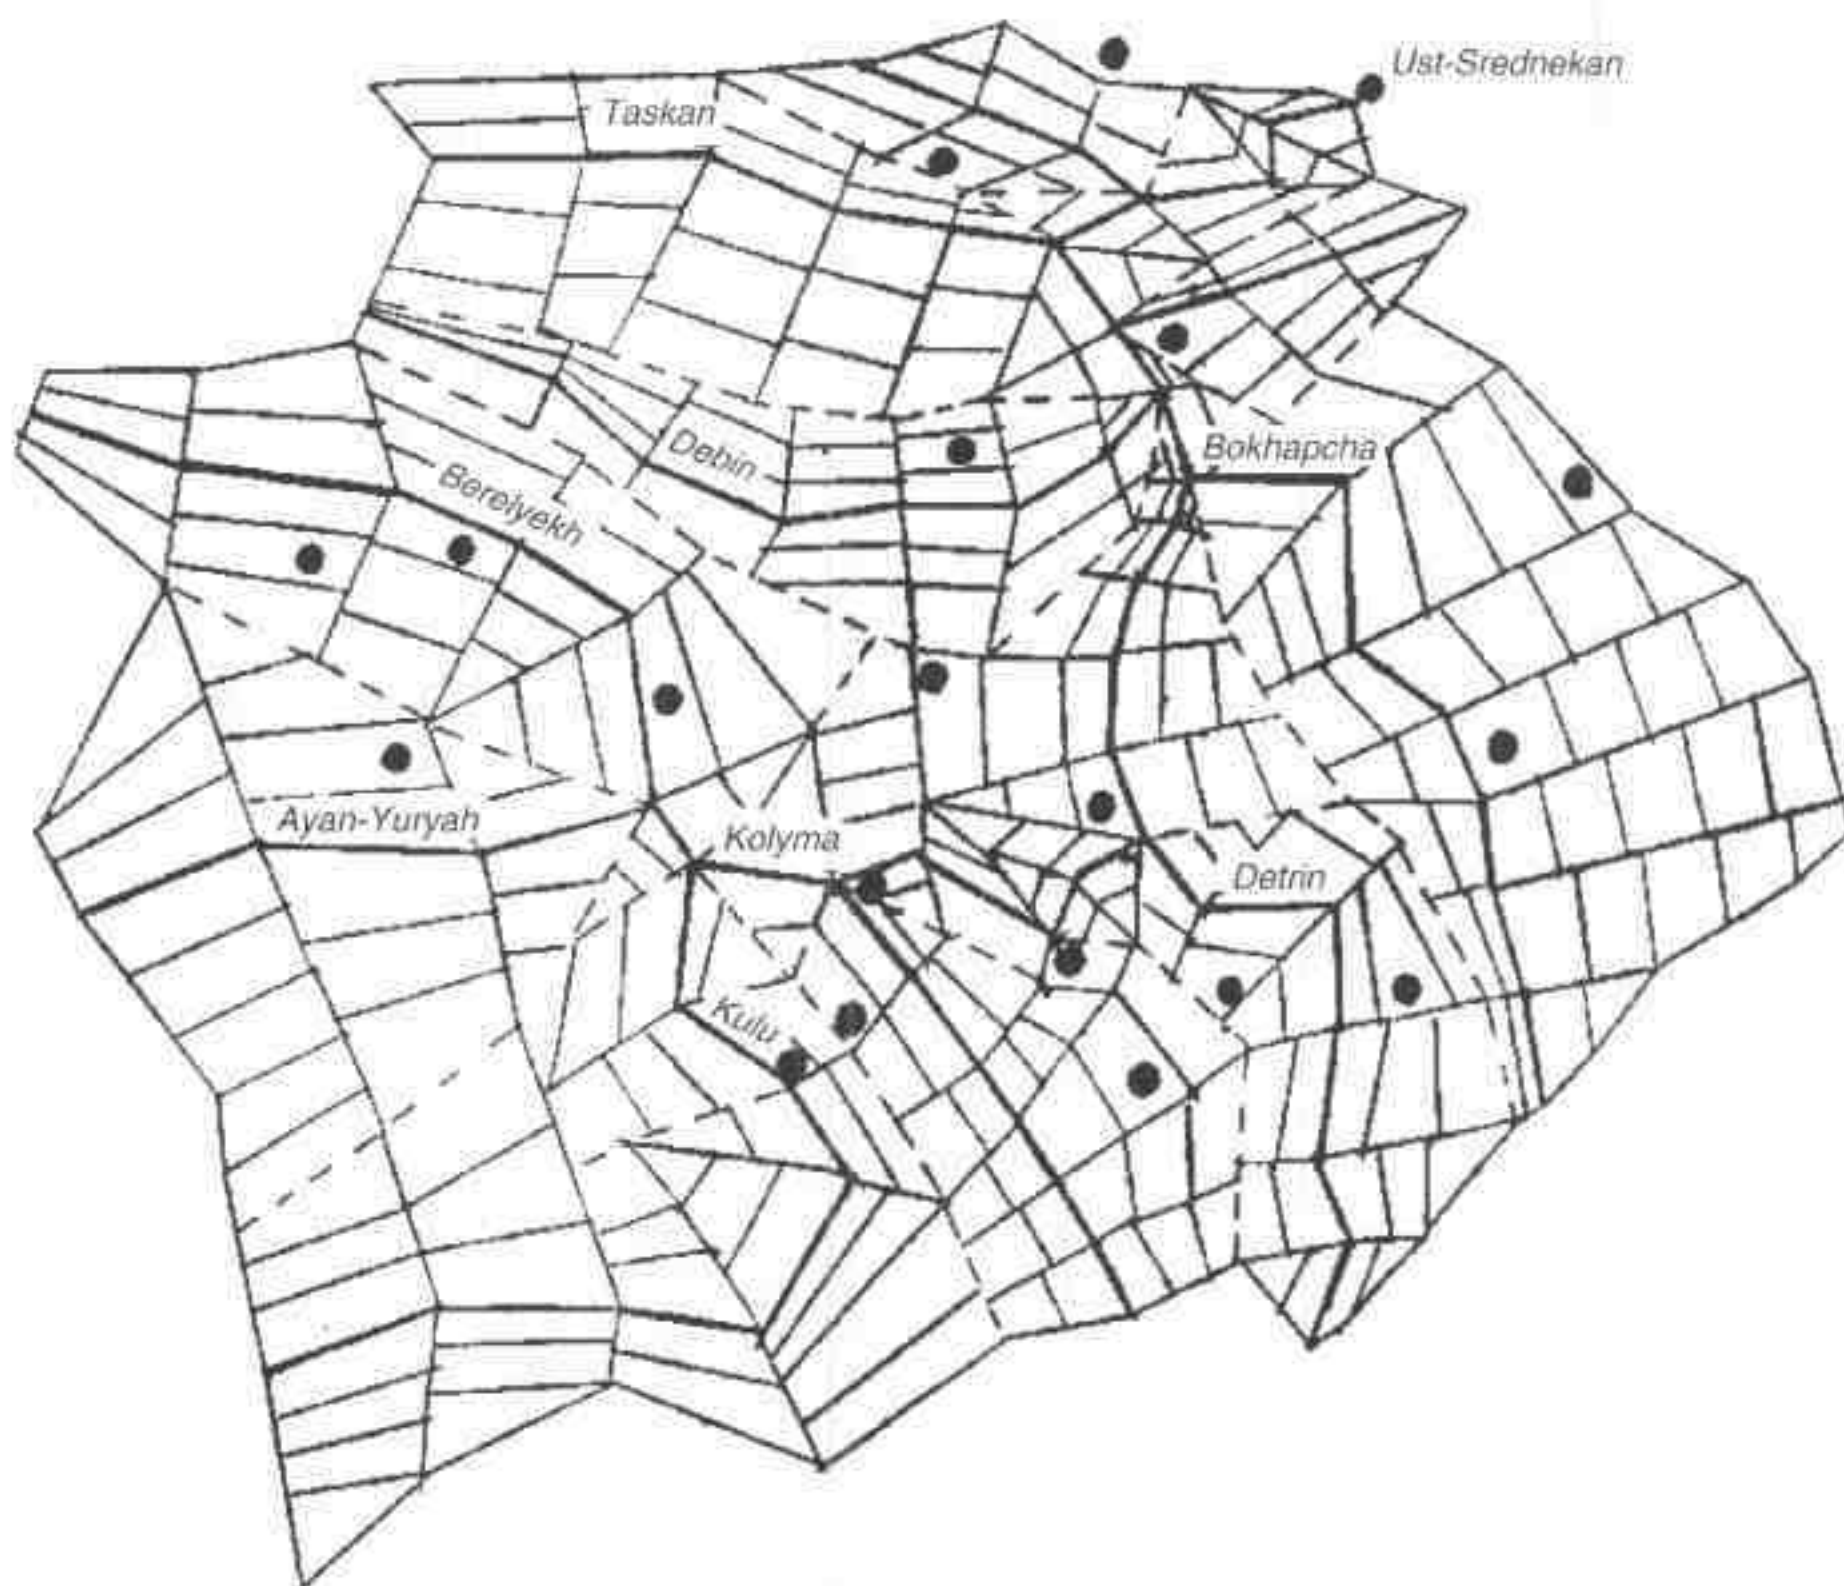 Ust-Srednekan
Taskan
Debin
Bokhapcha
Berelyekh
Ayan-Yuryah
Kolyma
Detrin
Kulu